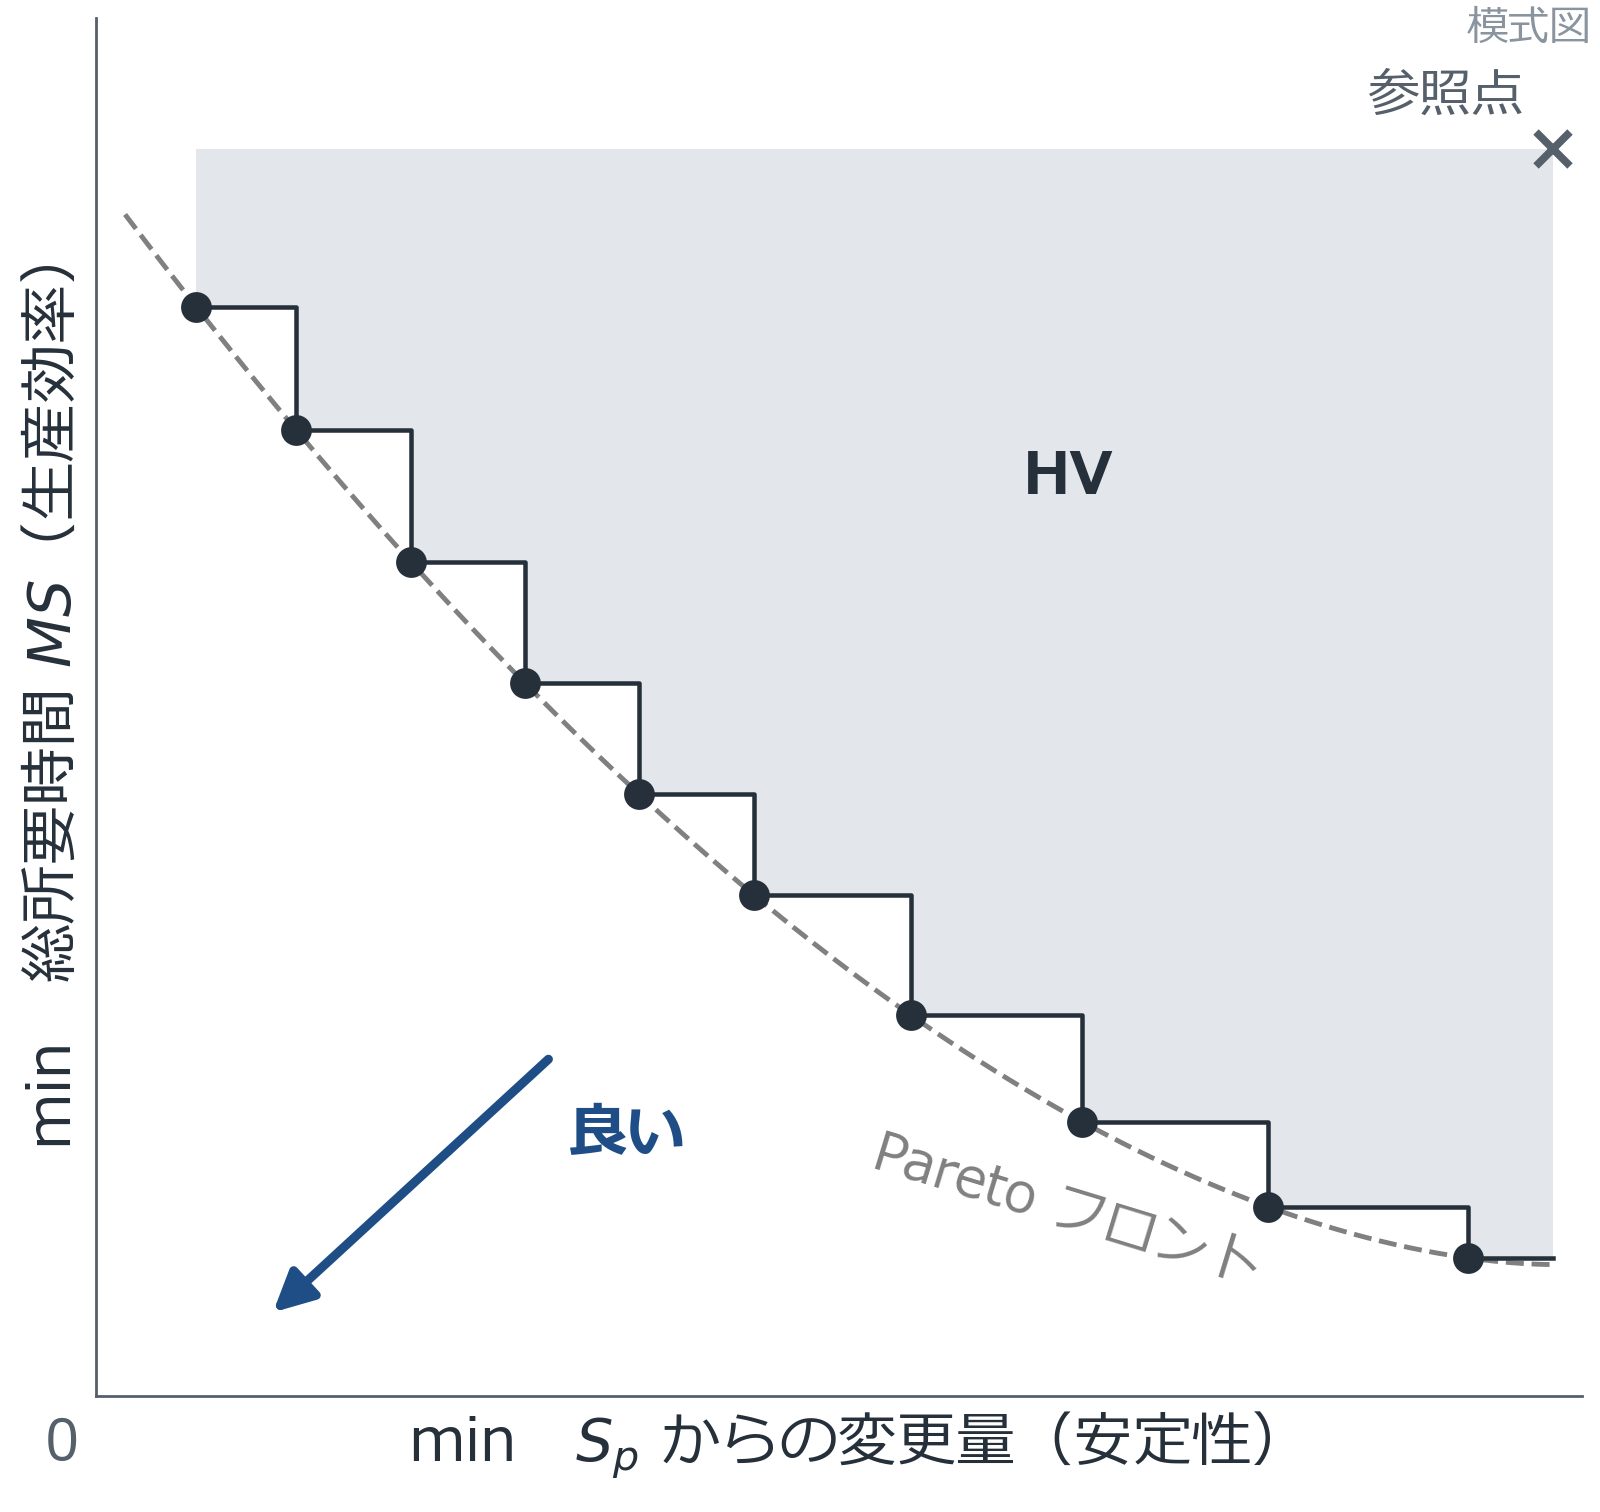 模式図
参照点
HV
min 総所要時間 MS（生産効率）
良い
Pareto フロント
0
min Sp からの変更量（安定性）